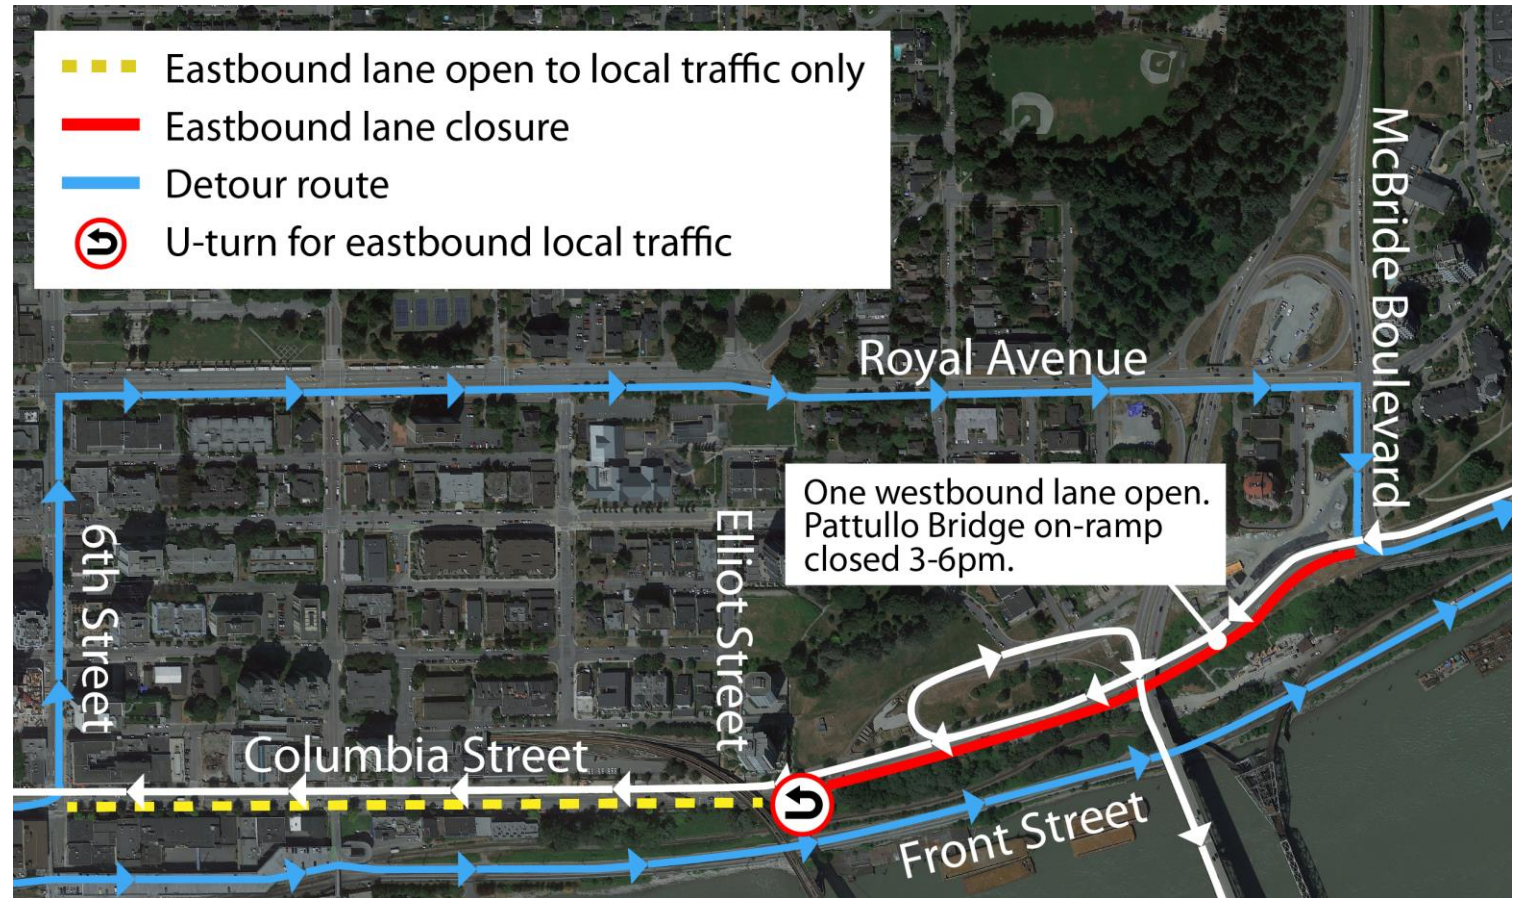 Eastbound lane open to local traffic only
Eastbound lane closure
Detour route
U-turn for eastbound local traffic
McBride Boulevard
Royal Avenue
One westbound lane open.
Pattullo Bridge on-ramp
closed 3-6pm.
6th Street
Elliot Street
Columbia Street
Front Street